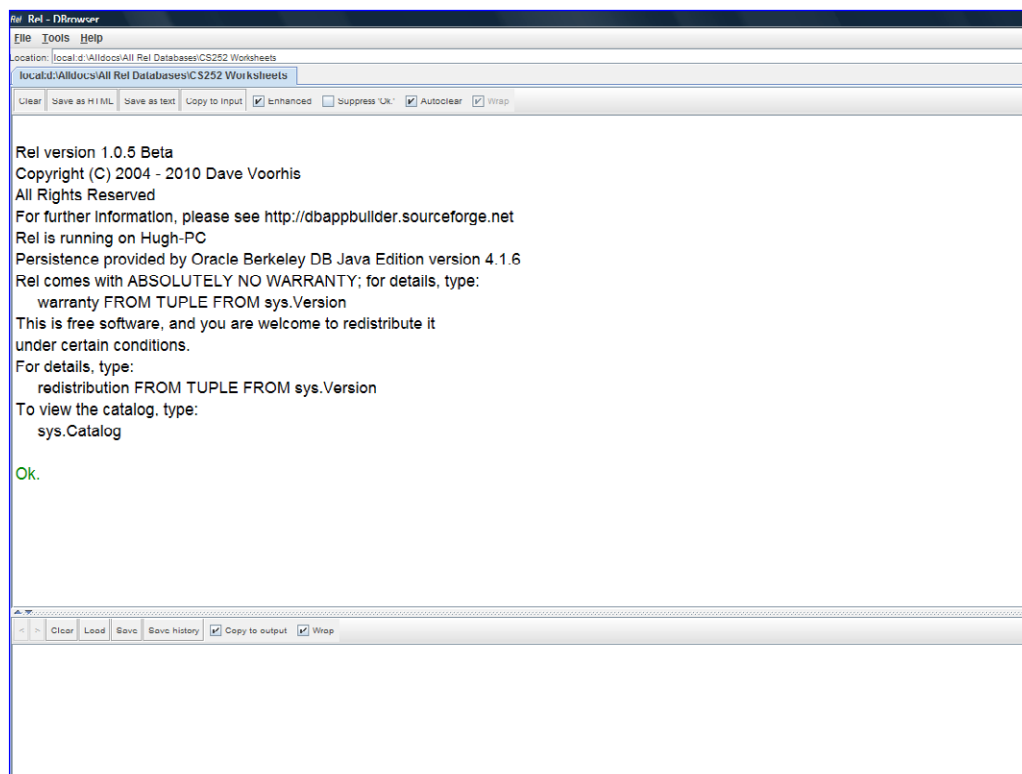 Rel Rel - DBrowser
File Tools Help
Location: local:d:\Alldocs\All Rel Databases\CS252 Worksheets
local:d:\Alldocs\All Rel Databases\CS252 Worksheets
Clear Save as HTML Save as text Copy to Input Enhanced Suppress 'Ok.' Autoclear Wrap
Rel version 1.0.5 Beta
Copyright (C) 2004 - 2010 Dave Voorhis
All Rights Reserved
For further information, please see http://dbappbuilder.sourceforge.net
Rel is running on Hugh-PC
Persistence provided by Oracle Berkeley DB Java Edition version 4.1.6
Rel comes with ABSOLUTELY NO WARRANTY; for details, type:
warranty FROM TUPLE FROM sys.Version
This is free software, and you are welcome to redistribute it
under certain conditions.
For details, type:
redistribution FROM TUPLE FROM sys.Version
To view the catalog, type:
sys.Catalog
Ok.
< > Clear Load Save Save history Copy to output Wrap